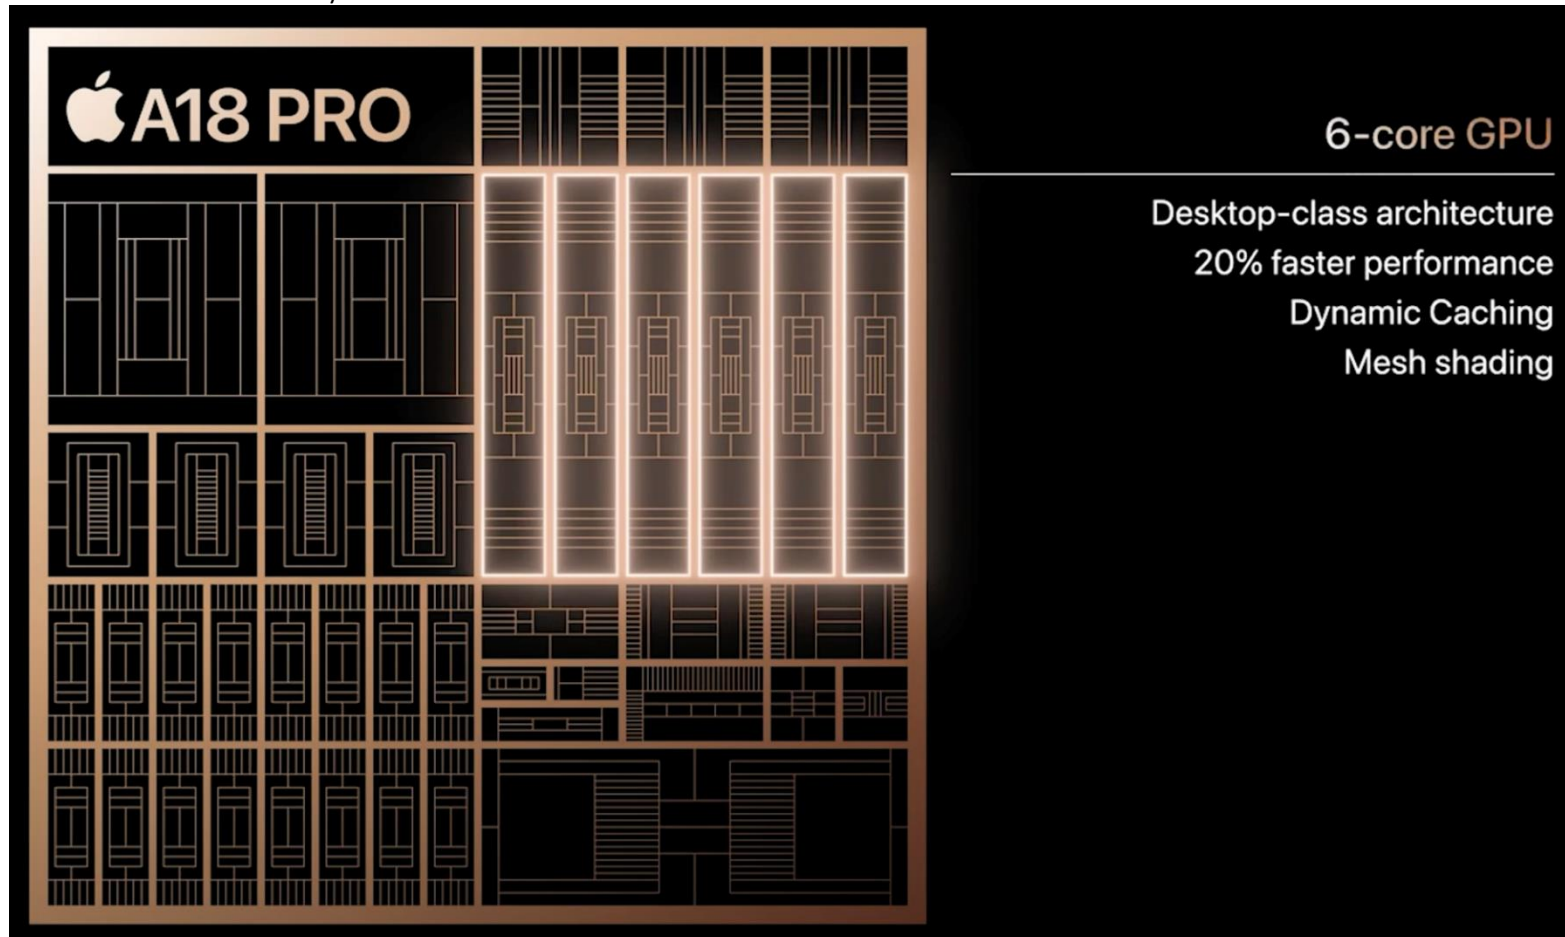 A18 PRO
6-core GPU
Desktop-class architecture
20% faster performance
Dynamic Caching
Mesh shading